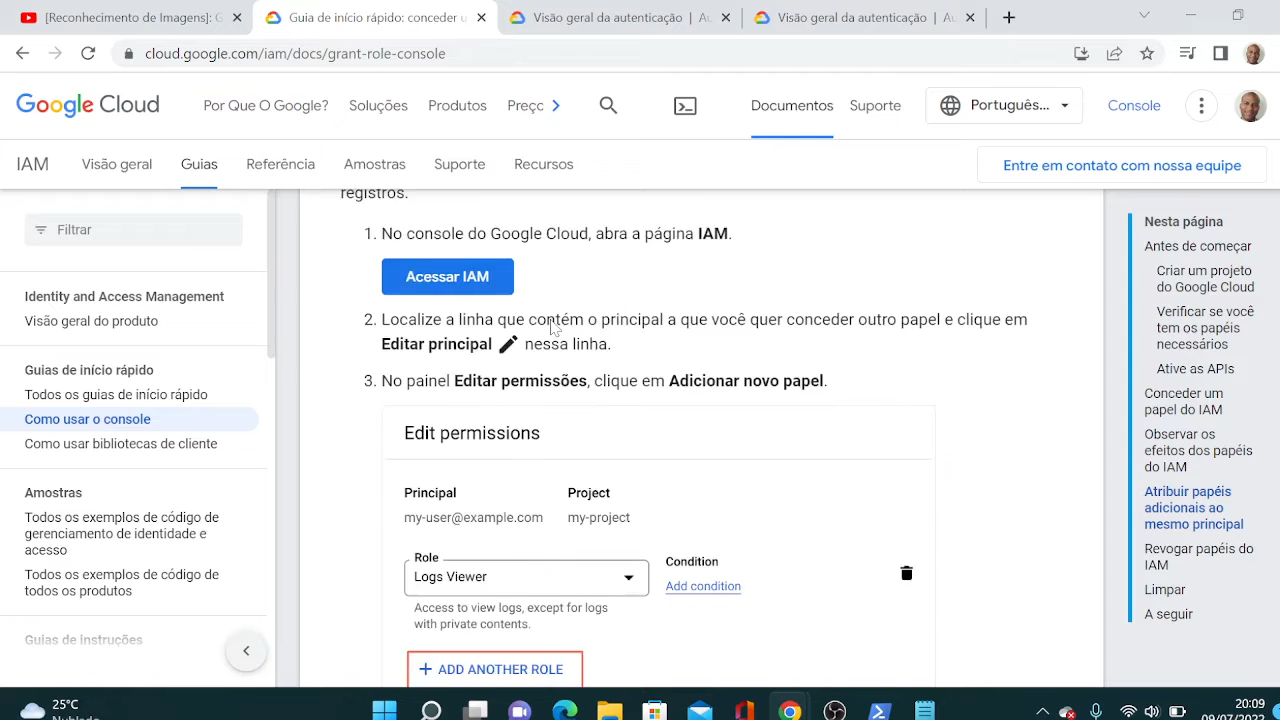 [Reconhecimento de Imagens]: G
Guia de início rápido: conceder u
Visão geral da autenticação | Au
Visão geral da autenticação | Au
cloud.google.com/iam/docs/grant-role-console
Google Cloud
Por Que O Google?
Soluções
Produtos
Preço
Documentos
Suporte
Português...
Console
IAM
Visão geral
Guias
Referência
Amostras
Suporte
Recursos
Entre em contato com nossa equipe
Filtrar
Identity and Access Management
Visão geral do produto
Guias de início rápido
Todos os guias de início rápido
Como usar o console
Como usar bibliotecas de cliente
Amostras
Todos os exemplos de código de
gerenciamento de identidade e
acesso
Todos os exemplos de código de
todos os produtos
Guias de instruções
registros.
1. No console do Google Cloud, abra a página IAM.
Acessar IAM
2. Localize a linha que contém o principal a que você quer conceder outro papel e clique em
Editar principal nessa linha.
3. No painel Editar permissões, clique em Adicionar novo papel.
Edit permissions
Principal
Project
my-user@example.com
my-project
Role
Logs Viewer
Condition
Add condition
Access to view logs, except for logs
with private contents.
+ ADD ANOTHER ROLE
Nesta página
Antes de começar
Criar um projeto
do Google Cloud
Verificar se você
tem os papéis
necessários
Ative as APIs
Conceder um
papel do IAM
Observar os
efeitos dos papéis
do IAM
Atribuir papéis
adicionais ao
mesmo principal
Revogar papéis do
IAM
Limpar
A seguir
25°C
Nublado
20:09